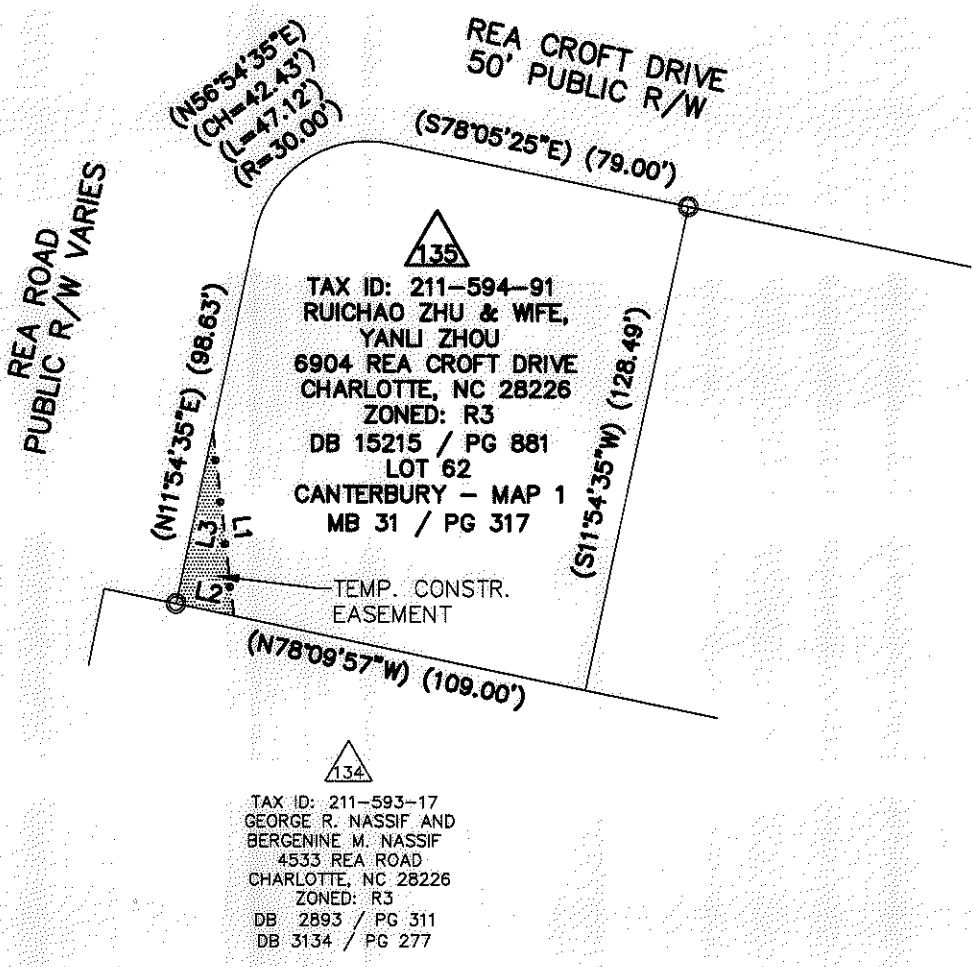 REA CROFT DRIVE
50' PUBLIC R/W
(N56°54'35"E)
(CH=42.43')
(L=47.12')
(R=30.00')
(S78°05'25"E) (79.00')
REA ROAD
PUBLIC R/W VARIES
135
TAX ID: 211-594-91
RUICHAO ZHU & WIFE,
YANLI ZHOU
6904 REA CROFT DRIVE
CHARLOTTE, NC 28226
ZONED: R3
DB 15215 / PG 881
LOT 62
CANTERBURY - MAP 1
MB 31 / PG 317
(N11°54'35"E) (98.63')
(S11°54'35"W) (128.49')
L1
L3
L2
TEMP. CONSTR.
EASEMENT
(N78°09'57"W) (109.00')
134
TAX ID: 211-593-17
GEORGE R. NASSIF AND
BERGENINE M. NASSIF
4533 REA ROAD
CHARLOTTE, NC 28226
ZONED: R3
DB 2893 / PG 311
DB 3134 / PG 277